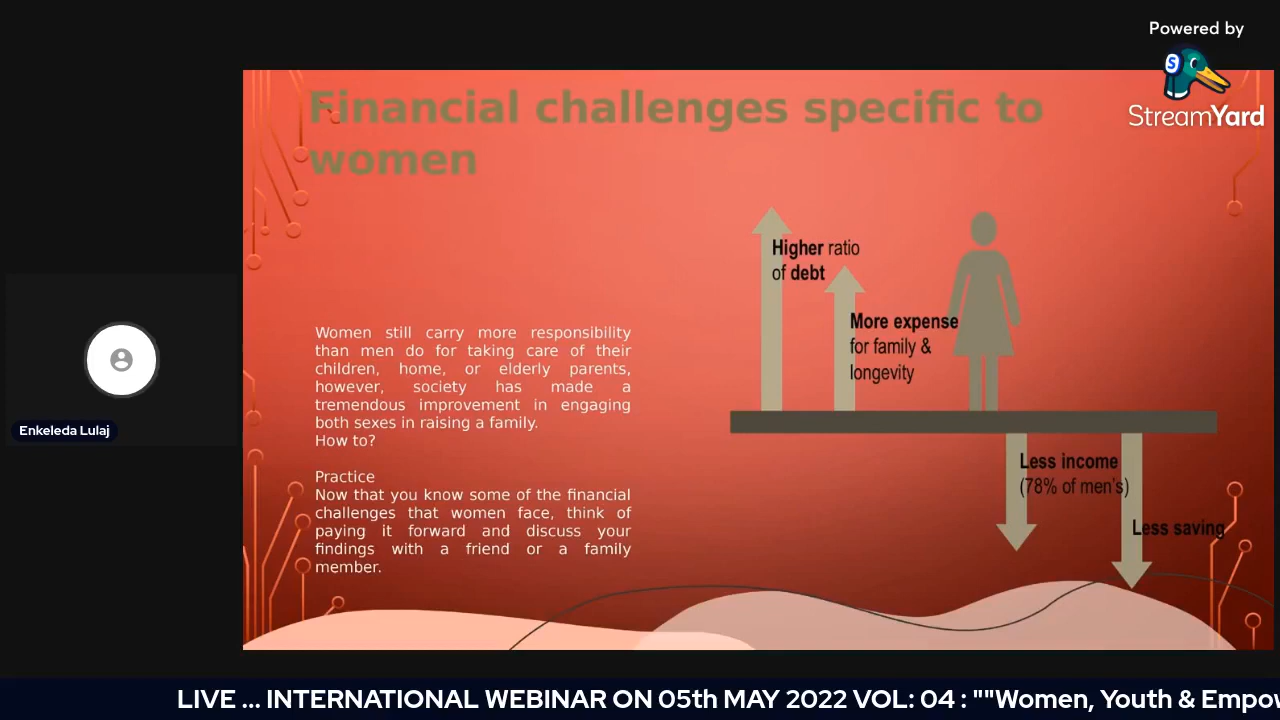 Powered by
StreamYard
Financial challenges specific to
women
Higher ratio
of debt
More expense
for family &
longevity
Women still carry more responsibility
than men do for taking care of their
children, home, or elderly parents,
however, society has made a
tremendous improvement in engaging
both sexes in raising a family.
How to?
Practice
Now that you know some of the financial
challenges that women face, think of
paying it forward and discuss your
findings with a friend or a family
member.
Less income
(78% of men's)
Less saving
Enkeleda Lulaj
LIVE ... INTERNATIONAL WEBINAR ON 05th MAY 2022 VOL: 04 : ""Women, Youth &